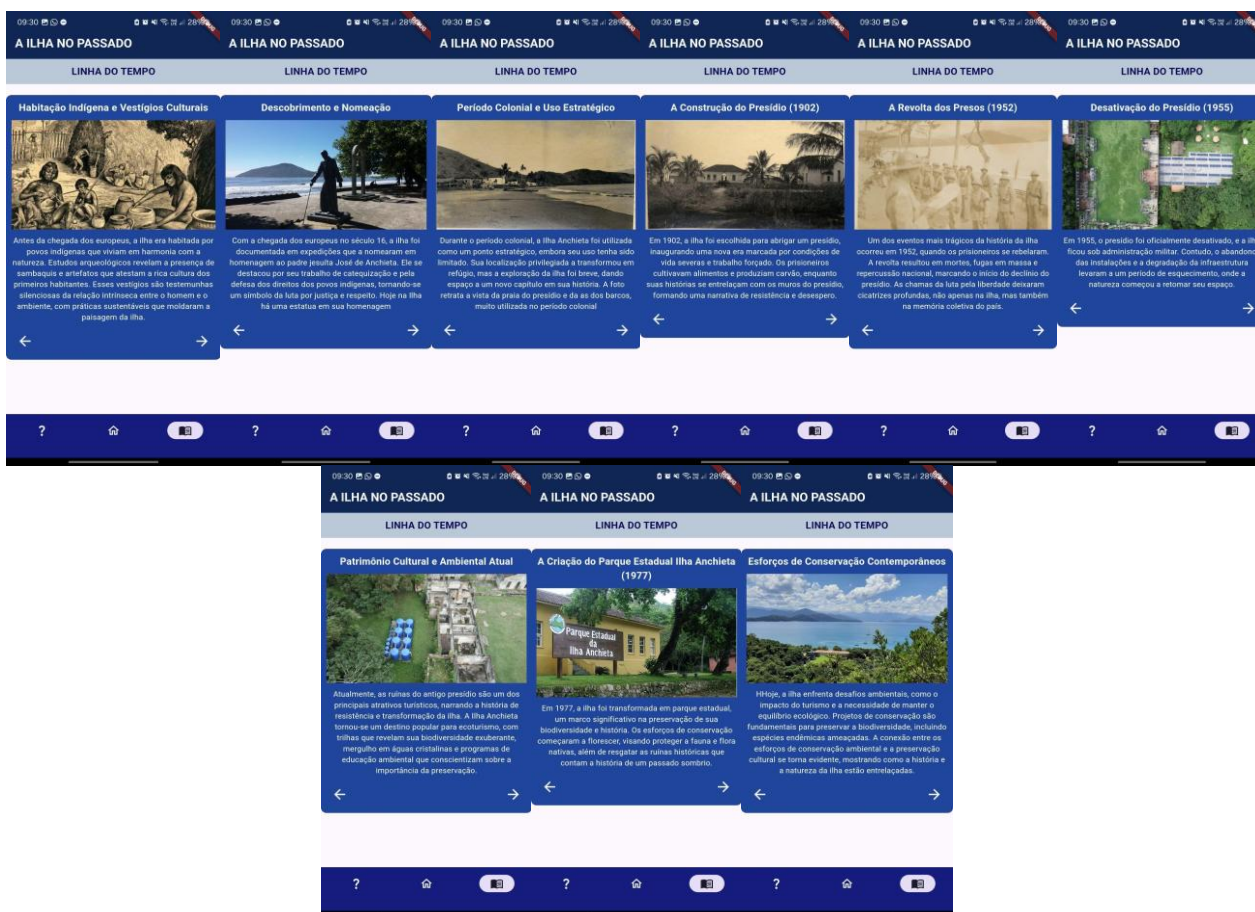 09:30
28%
A ILHA NO PASSADO
LINHA DO TEMPO
Habitação Indígena e Vestígios Culturais
Antes da chegada dos europeus, a ilha era habitada por
povos indígenas que viviam em harmonia com a
natureza. Estudos arqueológicos revelam a presença de
sambaquis e artefatos que atestam a rica cultura dos
primeiros habitantes. Esses vestígios são testemunhas
silenciosas da relação intrínseca entre o homem e o
ambiente, com práticas sustentáveis que moldaram a
paisagem da ilha.
?
09:30
28%
A ILHA NO PASSADO
LINHA DO TEMPO
Descobrimento e Nomeação
Com a chegada dos europeus no século 16, a ilha foi
documentada em expedições que a nomearam em
homenagem ao padre jesuíta José de Anchieta. Ele se
destacou por seu trabalho de catequização e pela
defesa dos direitos dos povos indígenas, tornando-se
um símbolo da luta por justiça e respeito. Hoje na Ilha
há uma estatua em sua homenagem
?
09:30
28%
A ILHA NO PASSADO
LINHA DO TEMPO
Período Colonial e Uso Estratégico
Durante o período colonial, a Ilha Anchieta foi utilizada
como um ponto estratégico, embora seu uso tenha sido
limitado. Sua localização privilegiada a transformou em
refúgio, mas a exploração da ilha foi breve, dando
espaço a um novo capítulo em sua história. A foto
retrata a vista da praia do presídio e da as dos barcos,
muito utilizada no período colonial
?
09:30
28%
A ILHA NO PASSADO
LINHA DO TEMPO
A Construção do Presídio (1902)
Em 1902, a ilha foi escolhida para abrigar um presídio,
inaugurando uma nova era marcada por condições de
vida severas e trabalho forçado. Os prisioneiros
cultivavam alimentos e produziam carvão, enquanto
suas histórias se entrelaçam com os muros do presídio,
formando uma narrativa de resistência e desespero.
?
09:30
28%
A ILHA NO PASSADO
LINHA DO TEMPO
A Revolta dos Presos (1952)
Um dos eventos mais trágicos da história da ilha
ocorreu em 1952, quando os prisioneiros se rebelaram.
A revolta resultou em mortes, fugas em massa e
repercussão nacional, marcando o início do declínio do
presídio. As chamas da luta pela liberdade deixaram
cicatrizes profundas, não apenas na ilha, mas também
na memória coletiva do país.
?
09:30
28%
A ILHA NO PASSADO
LINHA DO TEMPO
Desativação do Presídio (1955)
Em 1955, o presídio foi oficialmente desativado, e a
ficou sob administração militar. Contudo, o abandono
das instalações e a degradação da infraestrutura
levaram a um período de esquecimento, onde a
natureza começou a retomar seu espaço.
?
09:30
28%
A ILHA NO PASSADO
LINHA DO TEMPO
Patrimônio Cultural e Ambiental Atual
Atualmente, as ruínas do antigo presídio são um dos
principais atrativos turísticos, narrando a história de
resistência e transformação da ilha. A Ilha Anchieta
tornou-se um destino popular para ecoturismo, com
trilhas que revelam sua biodiversidade exuberante,
mergulho em águas cristalinas e programas de
educação ambiental que conscientizam sobre a
importância da preservação.
?
09:30
28%
A ILHA NO PASSADO
LINHA DO TEMPO
A Criação do Parque Estadual Ilha Anchieta
(1977)
Parque Estadual
da
Ilha Anchieta
Em 1977, a ilha foi transformada em parque estadual,
um marco significativo na preservação de sua
biodiversidade e história. Os esforços de conservação
começaram a florescer, visando proteger a fauna e flora
nativas, além de resgatar as ruínas históricas que
contam a história de um passado sombrio.
?
09:30
28%
A ILHA NO PASSADO
LINHA DO TEMPO
Esforços de Conservação Contemporâneos
HHoje, a ilha enfrenta desafios ambientais, como o
impacto do turismo e a necessidade de manter o
equilíbrio ecológico. Projetos de conservação são
fundamentais para preservar a biodiversidade, incluindo
espécies endêmicas ameaçadas. A conexão entre os
esforços de conservação ambiental e a preservação
cultural se torna evidente, mostrando como a história e
a natureza da ilha estão entrelaçadas.
?